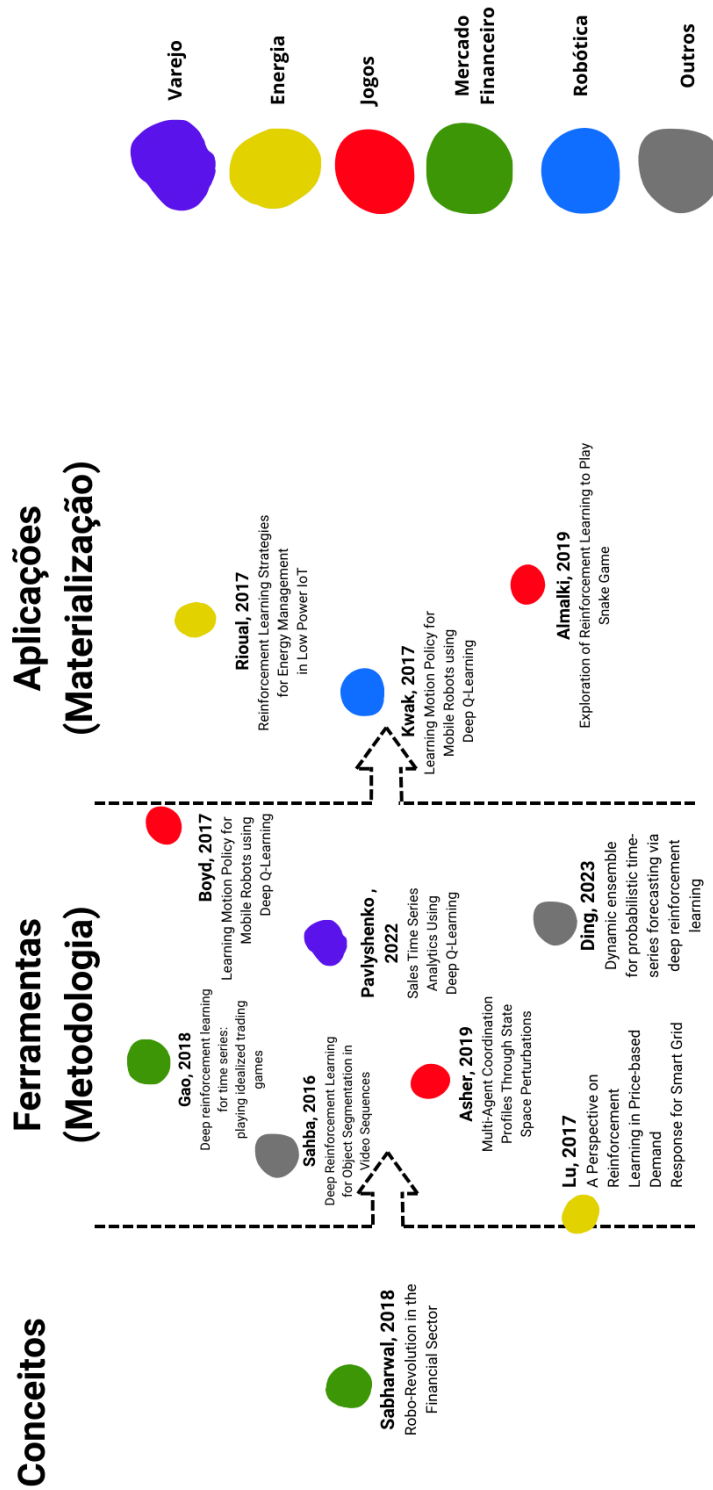 Conceitos
Ferramentas
(Metodologia)
Aplicações
(Materialização)
Sabharwal, 2018
Robo-Revolution in the
Financial Sector
Gao, 2018
Deep reinforcement learning
for time series:
playing idealized trading
games
Sahba, 2016
Deep Reinforcement Learning
for Object Segmentation in
Video Sequences
Asher, 2019
Multi-Agent Coordination
Profiles Through State
Space Perturbations
Lu, 2017
A Perspective on
Reinforcement
Learning in Price-based
Demand
Response for Smart Grid
Boyd, 2017
Learning Motion Policy for
Mobile Robots using
Deep Q-Learning
Pavlyshenko ,
2022
Sales Time Series
Analytics Using
Deep Q-Learning
Ding, 2023
Dynamic ensemble
for probabilistic time-
series forecasting via
deep reinforcement
learning
Rioual, 2017
Reinforcement Learning Strategies
for Energy Management
in Low Power IoT
Kwak, 2017
Learning Motion Policy for
Mobile Robots using
Deep Q-Learning
Almalki, 2019
Exploration of Reinforcement Learning to Play
Snake Game
Varejo
Energia
Jogos
Mercado
Financeiro
Robótica
Outros